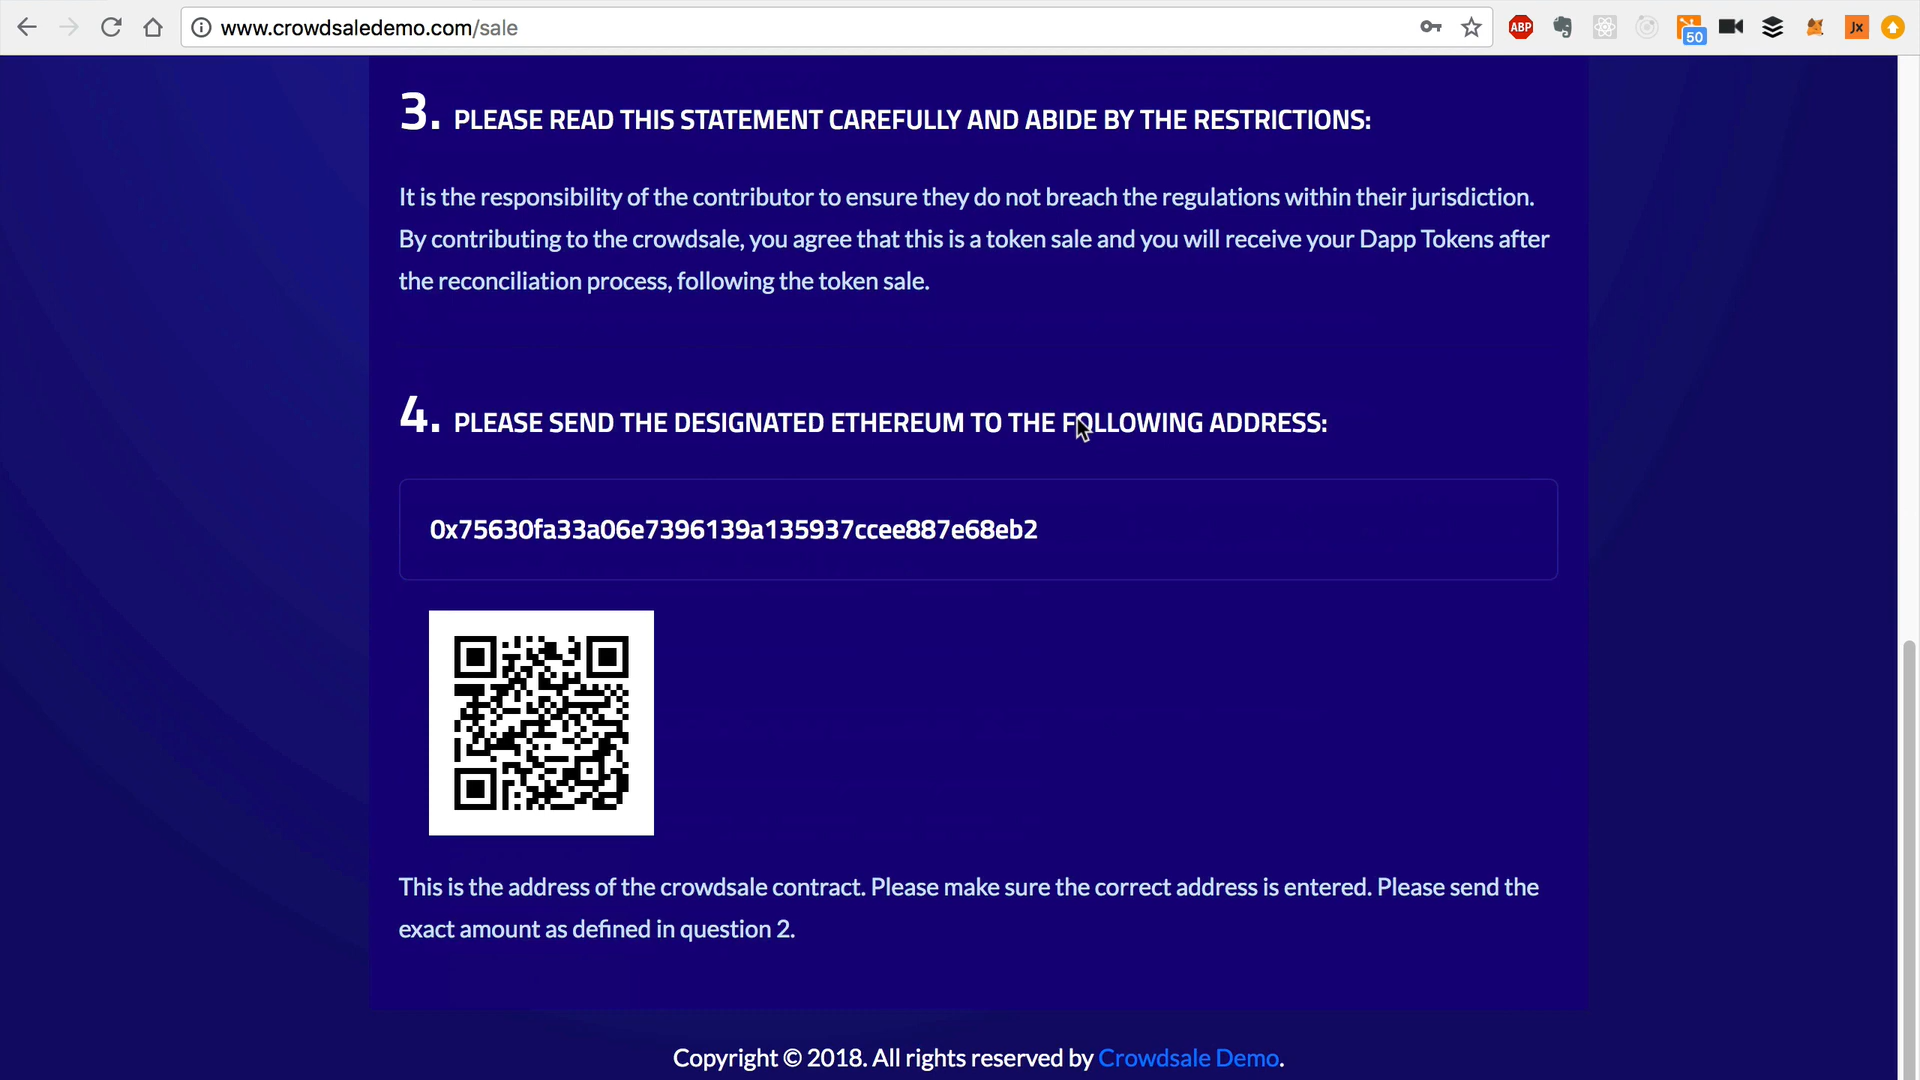 www.crowdsaledemo.com/sale
ABP
50
Jx
3. PLEASE READ THIS STATEMENT CAREFULLY AND ABIDE BY THE RESTRICTIONS:
It is the responsibility of the contributor to ensure they do not breach the regulations within their jurisdiction.
By contributing to the crowdsale, you agree that this is a token sale and you will receive your Dapp Tokens after
the reconciliation process, following the token sale.
4. PLEASE SEND THE DESIGNATED ETHEREUM TO THE FOLLOWING ADDRESS:
0x75630fa33a06e7396139a135937ccee887e68eb2
This is the address of the crowdsale contract. Please make sure the correct address is entered. Please send the
exact amount as defined in question 2.
Copyright © 2018. All rights reserved by Crowdsale Demo.